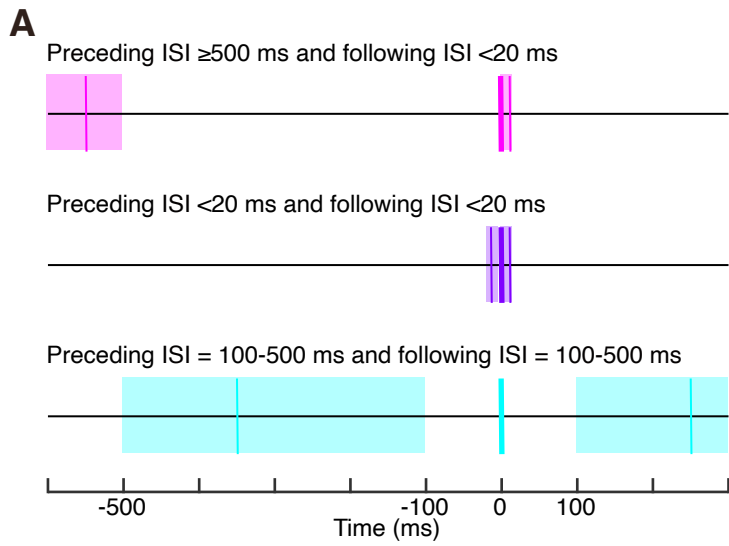 A
Preceding ISI ≥500 ms and following ISI <20 ms
Preceding ISI <20 ms and following ISI <20 ms
Preceding ISI = 100-500 ms and following ISI = 100-500 ms
-500 -100 0 100
Time (ms)